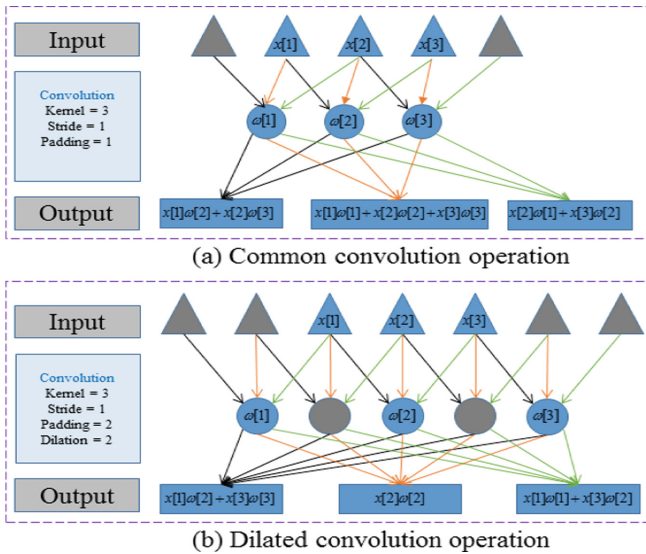 Input
x[1]
x[2]
x[3]
Convolution
Kernel = 3
Stride = 1
Padding = 1
ω[1]
ω[2]
ω[3]
Output
x[1]ω[2]+x[2]ω[3]
x[1]ω[1]+x[2]ω[2]+x[3]ω[3]
x[2]ω[1]+x[3]ω[2]
(a) Common convolution operation
Input
x[1]
x[2]
x[3]
Convolution
Kernel = 3
Stride = 1
Padding = 2
Dilation = 2
ω[1]
ω[2]
ω[3]
Output
x[1]ω[2]+x[3]ω[3]
x[2]ω[2]
x[1]ω[1]+x[3]ω[2]
(b) Dilated convolution operation